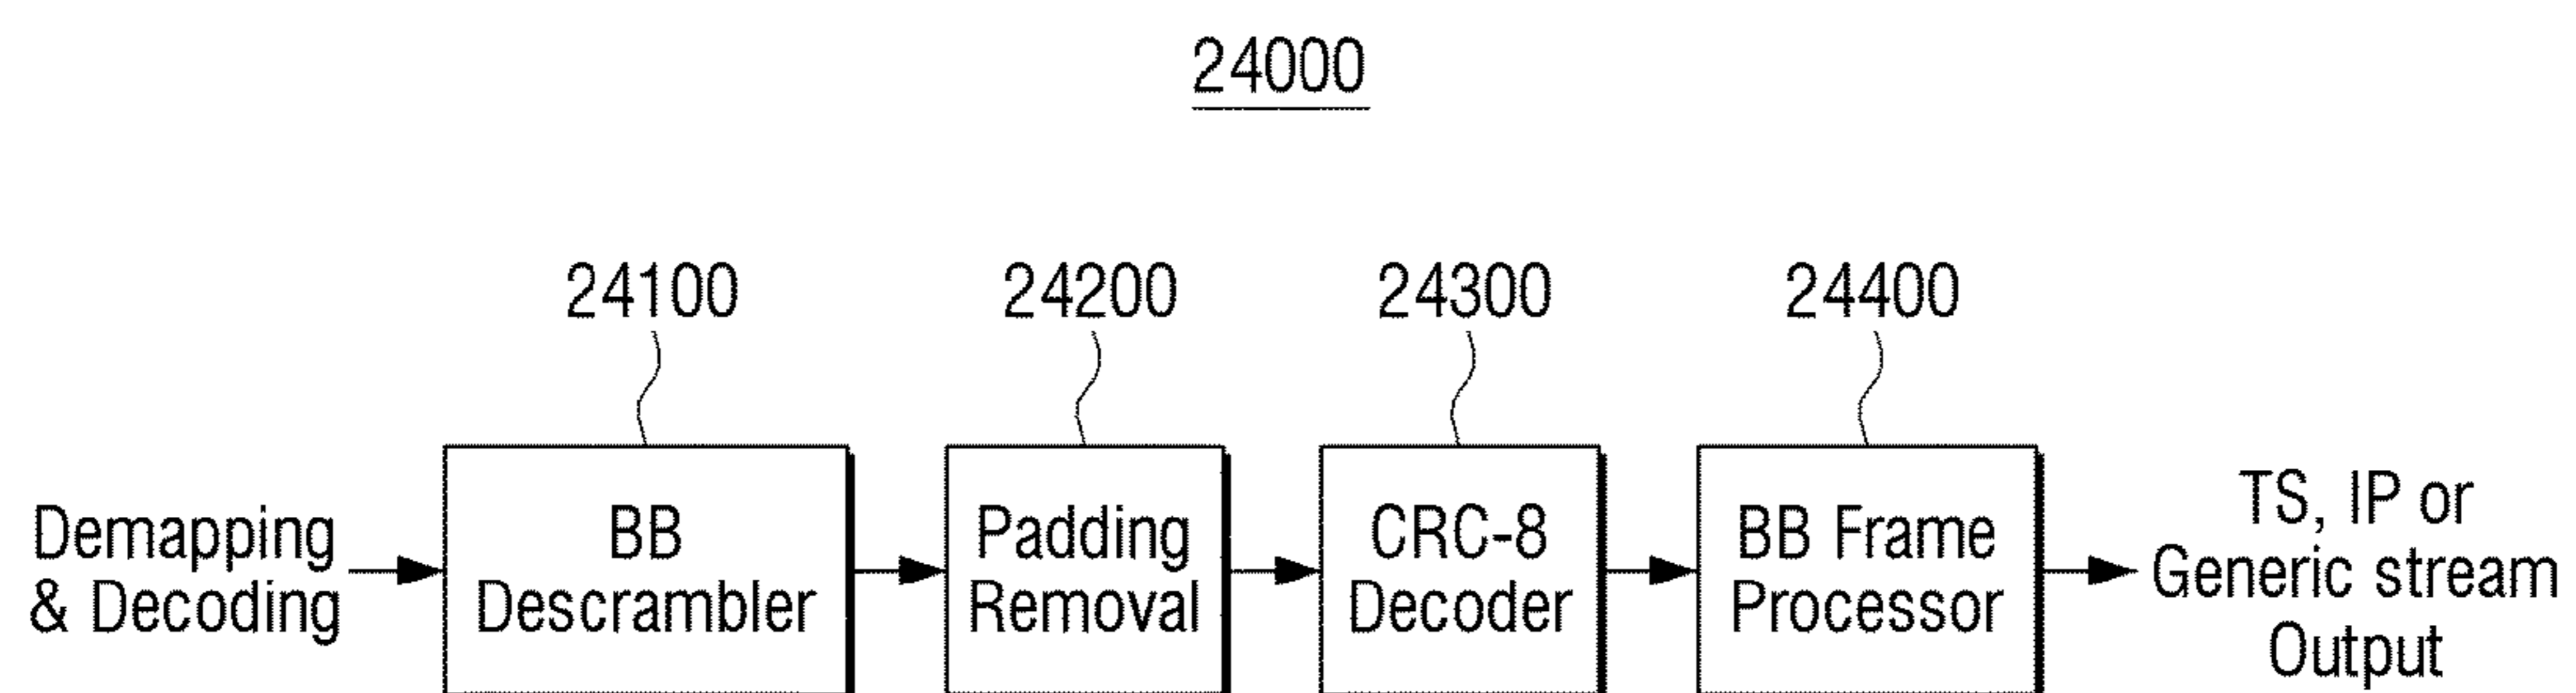 24000
24100
24200
24300
24400
Demapping
& Decoding
BB
Descrambler
Padding
Removal
CRC-8
Decoder
BB Frame
Processor
TS, IP or
Generic stream
Output